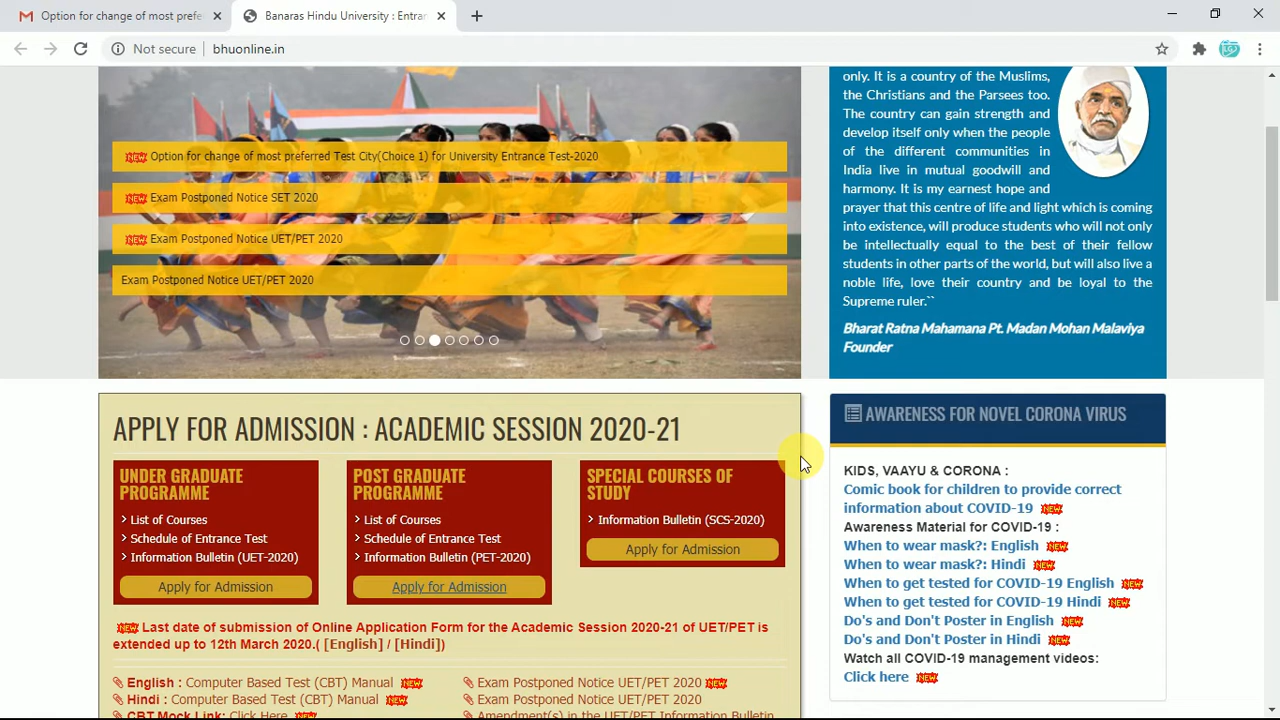 Option for change of most prefe
Banaras Hindu University : Entran
Not secure
bhuonline.in
NEW Option for change of most preferred Test City(Choice 1) for University Entrance Test-2020
NEW Exam Postponed Notice SET 2020
NEW Exam Postponed Notice UET/PET 2020
Exam Postponed Notice UET/PET 2020
only. It is a country of the Muslims,
the Christians and the Parsees too.
The country can gain strength and
develop itself only when the people
of the different communities in
India live in mutual goodwill and
harmony. It is my earnest hope and
prayer that this centre of life and light which is coming
into existence, will produce students who will not only
be intellectually equal to the best of their fellow
students in other parts of the world, but will also live a
noble life, love their country and be loyal to the
Supreme ruler.``
Bharat Ratna Mahamana Pt. Madan Mohan Malaviya
Founder
APPLY FOR ADMISSION : ACADEMIC SESSION 2020-21
UNDER GRADUATE
PROGRAMME
List of Courses
Schedule of Entrance Test
Information Bulletin (UET-2020)
Apply for Admission
POST GRADUATE
PROGRAMME
List of Courses
Schedule of Entrance Test
Information Bulletin (PET-2020)
Apply for Admission
SPECIAL COURSES OF
STUDY
Information Bulletin (SCS-2020)
Apply for Admission
NEW Last date of submission of Online Application Form for the Academic Session 2020-21 of UET/PET is
extended up to 12th March 2020.( [English] / [Hindi])
English : Computer Based Test (CBT) Manual NEW
Hindi : Computer Based Test (CBT) Manual NEW
CBT Mock Link: Click Here NEW
Exam Postponed Notice UET/PET 2020 NEW
Exam Postponed Notice UET/PET 2020
Amendment(s) in the UET/PET Information Bulletin
AWARENESS FOR NOVEL CORONA VIRUS
KIDS, VAAYU & CORONA :
Comic book for children to provide correct
information about COVID-19 NEW
Awareness Material for COVID-19 :
When to wear mask?: English NEW
When to wear mask?: Hindi NEW
When to get tested for COVID-19 English NEW
When to get tested for COVID-19 Hindi NEW
Do's and Don't Poster in English NEW
Do's and Don't Poster in Hindi NEW
Watch all COVID-19 management videos:
Click here NEW